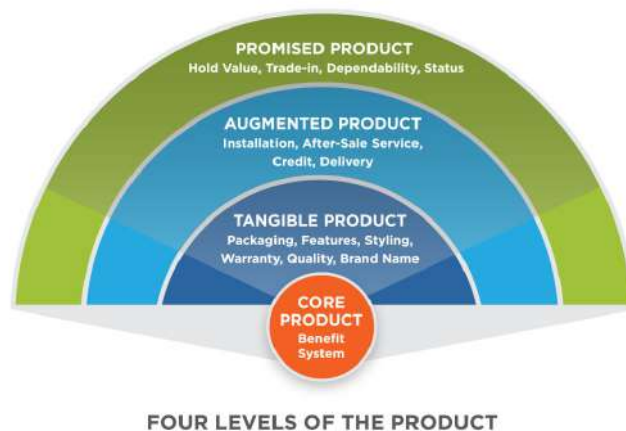 PROMISED PRODUCT
Hold Value, Trade-in, Dependability, Status
AUGMENTED PRODUCT
Installation, After-Sale Service,
Credit, Delivery
TANGIBLE PRODUCT
Packaging, Features, Styling,
Warranty, Quality, Brand Name
CORE
PRODUCT
Benefit
System
FOUR LEVELS OF THE PRODUCT